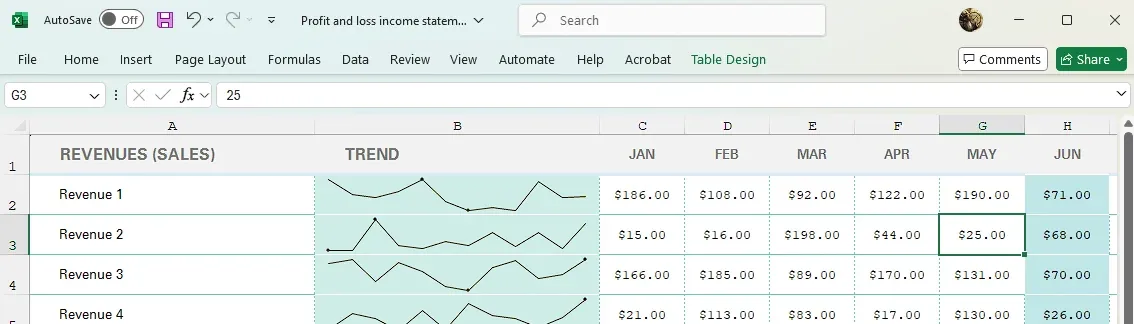 AutoSave Off Profit and loss income statem... Search
File Home Insert Page Layout Formulas Data Review View Automate Help Acrobat Table Design Comments Share
G3 fx 25
A B C D E F G H
1 REVENUES (SALES) TREND JAN FEB MAR APR MAY JUN
2 Revenue 1 $186.00 $108.00 $92.00 $122.00 $190.00 $71.00
3 Revenue 2 $15.00 $16.00 $198.00 $44.00 $25.00 $68.00
4 Revenue 3 $166.00 $185.00 $89.00 $170.00 $131.00 $70.00
5 Revenue 4 $21.00 $113.00 $83.00 $17.00 $130.00 $26.00